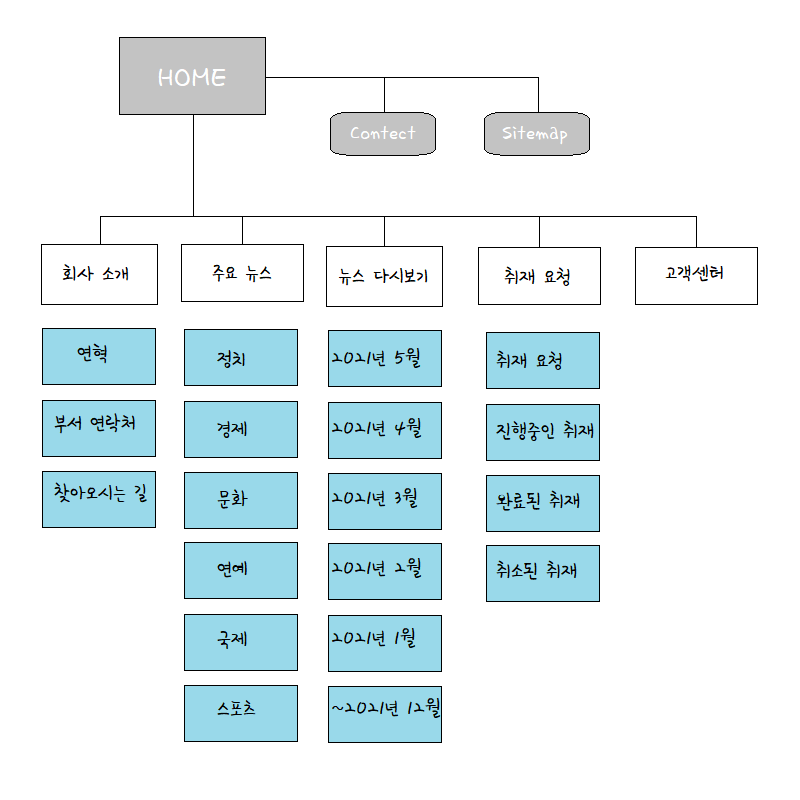 HOME
Contect
Sitemap
회사 소개
주요 뉴스
뉴스 다시보기
취재 요청
고객센터
연혁
부서 연락처
찾아오시는 길
정치
경제
문화
연예
국제
스포츠
2021년 5월
2021년 4월
2021년 3월
2021년 2월
2021년 1월
~2021년 12월
취재 요청
진행중인 취재
완료된 취재
취소된 취재